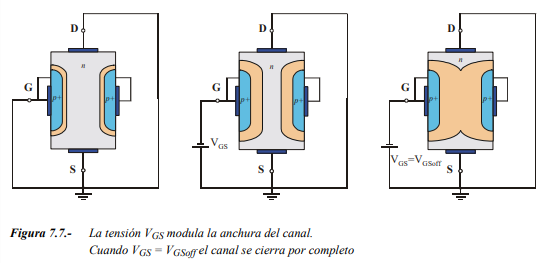 D
n
G
p+
p+
S
D
n
G
p+
p+
VGS
S
D
n
G
p+
p+
VGS=VGSoff
S
Figura 7.7.- La tensión VGS modula la anchura del canal.
Cuando VGS = VGSoff el canal se cierra por completo